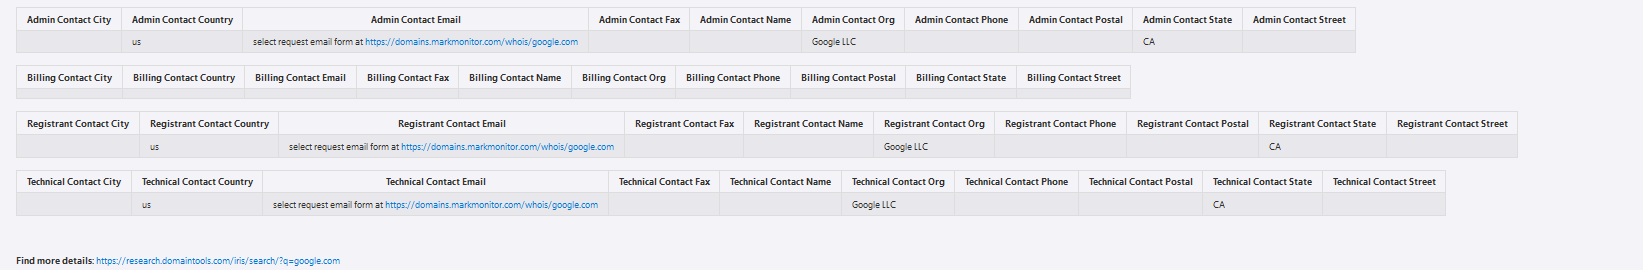 Admin Contact City Admin Contact Country Admin Contact Email Admin Contact Fax Admin Contact Name Admin Contact Org Admin Contact Phone Admin Contact Postal Admin Contact State Admin Contact Street
us select request email form at https://domains.markmonitor.com/whois/google.com Google LLC CA
Billing Contact City Billing Contact Country Billing Contact Email Billing Contact Fax Billing Contact Name Billing Contact Org Billing Contact Phone Billing Contact Postal Billing Contact State Billing Contact Street
Registrant Contact City Registrant Contact Country Registrant Contact Email Registrant Contact Fax Registrant Contact Name Registrant Contact Org Registrant Contact Phone Registrant Contact Postal Registrant Contact State Registrant Contact Street
us select request email form at https://domains.markmonitor.com/whois/google.com Google LLC CA
Technical Contact City Technical Contact Country Technical Contact Email Technical Contact Fax Technical Contact Name Technical Contact Org Technical Contact Phone Technical Contact Postal Technical Contact State Technical Contact Street
us select request email form at https://domains.markmonitor.com/whois/google.com Google LLC CA
Find more details: https://research.domaintools.com/iris/search/?q=google.com